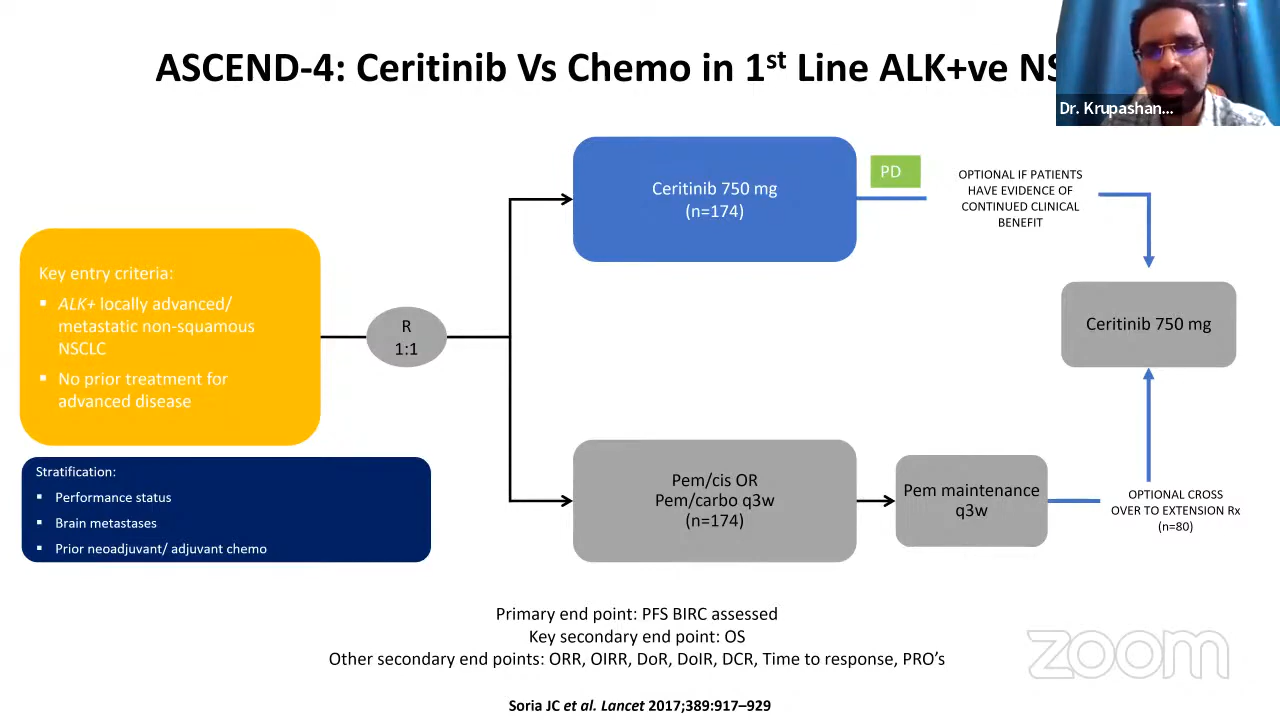 ASCEND-4: Ceritinib Vs Chemo in 1st Line ALK+ve
Dr. Krupashan...
Ceritinib 750 mg
(n=174)
PD
OPTIONAL IF PATIENTS
HAVE EVIDENCE OF
CONTINUED CLINICAL
BENEFIT
Key entry criteria:
▪ ALK+ locally advanced/
metastatic non-squamous
NSCLC
▪ No prior treatment for
advanced disease
R
1:1
Ceritinib 750 mg
Stratification:
▪ Performance status
▪ Brain metastases
▪ Prior neoadjuvant/ adjuvant chemo
Pem/cis OR
Pem/carbo q3w
(n=174)
Pem maintenance
q3w
OPTIONAL CROSS
OVER TO EXTENSION Rx
(n=80)
Primary end point: PFS BIRC assessed
Key secondary end point: OS
Other secondary end points: ORR, OIRR, DoR, DoIR, DCR, Time to response, PRO's
zoom
Soria JC et al. Lancet 2017;389:917–929